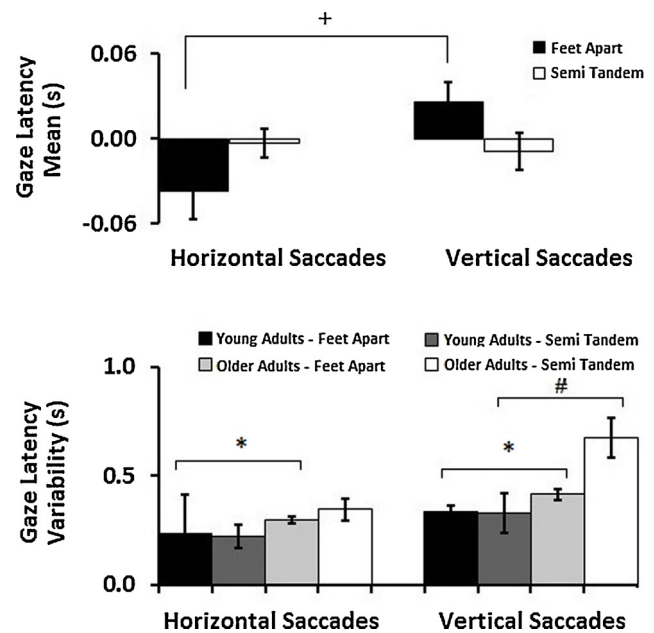 +
0.06
Feet Apart
Semi Tandem
Gaze Latency
Mean (s)
0.00
-0.06
Horizontal Saccades
Vertical Saccades
Young Adults - Feet Apart
Young Adults - Semi Tandem
Older Adults - Feet Apart
Older Adults - Semi Tandem
1.0
#
Gaze Latency
Variability (s)
*
*
0.5
0.0
Horizontal Saccades
Vertical Saccades